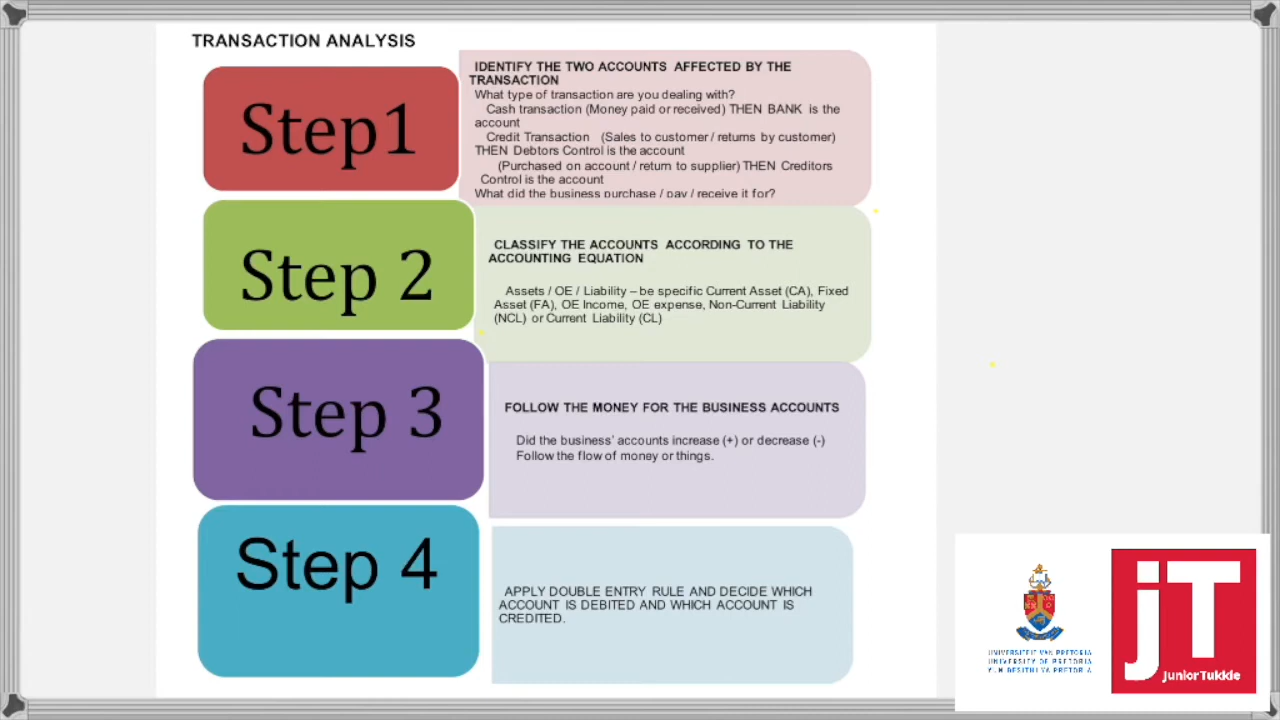 TRANSACTION ANALYSIS
Step1
IDENTIFY THE TWO ACCOUNTS AFFECTED BY THE
TRANSACTION
What type of transaction are you dealing with?
Cash transaction (Money paid or received) THEN BANK is the
account
Credit Transaction (Sales to customer / returns by customer)
THEN Debtors Control is the account
(Purchased on account / return to supplier) THEN Creditors
Control is the account
What did the business purchase / pay / receive it for?
Step 2
CLASSIFY THE ACCOUNTS ACCORDING TO THE
ACCOUNTING EQUATION
Assets / OE / Liability – be specific Current Asset (CA), Fixed
Asset (FA), OE Income, OE expense, Non-Current Liability
(NCL) or Current Liability (CL)
Step 3
FOLLOW THE MONEY FOR THE BUSINESS ACCOUNTS
Did the business' accounts increase (+) or decrease (-)
Follow the flow of money or things.
Step 4
APPLY DOUBLE ENTRY RULE AND DECIDE WHICH
ACCOUNT IS DEBITED AND WHICH ACCOUNT IS
CREDITED.
UNIVERSITEIT VAN PRETORIA
UNIVERSITY OF PRETORIA
YUNIBESITHI YA PRETORIA
jT
JuniorTukkie